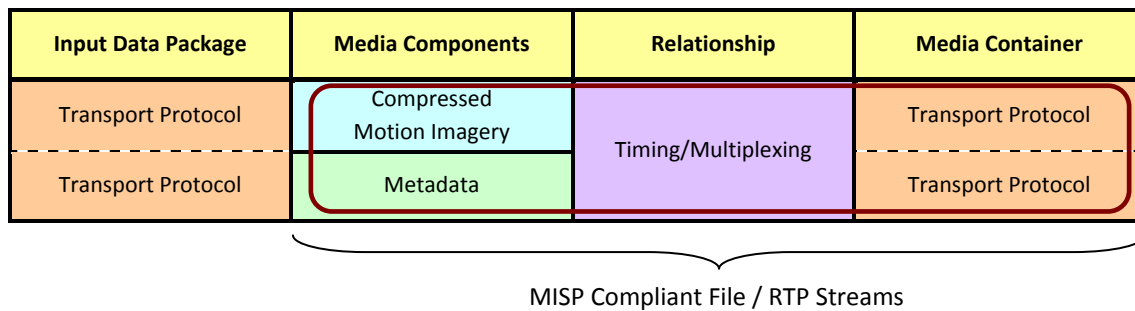 Input Data Package Media Components Relationship Media Container
Transport Protocol
Compressed
Motion Imagery
Timing/Multiplexing
Transport Protocol
Transport Protocol
Metadata
Transport Protocol
MISP Compliant File / RTP Streams